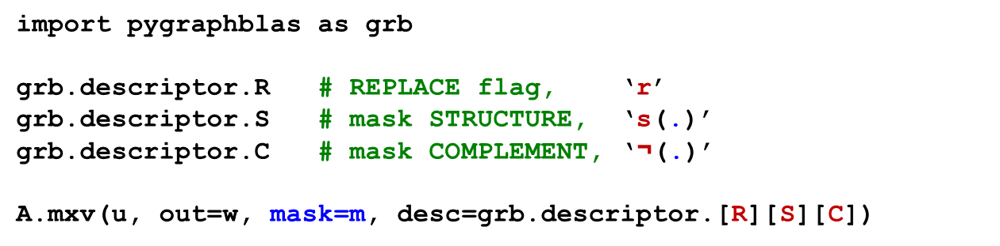 import pygraphblas as grb
grb.descriptor.R # REPLACE flag, ‘r’
grb.descriptor.S # mask STRUCTURE, ‘s(.)’
grb.descriptor.C # mask COMPLEMENT, ‘¬(.)’
A.mxv(u, out=w, mask=m, desc=grb.descriptor.[R][S][C])